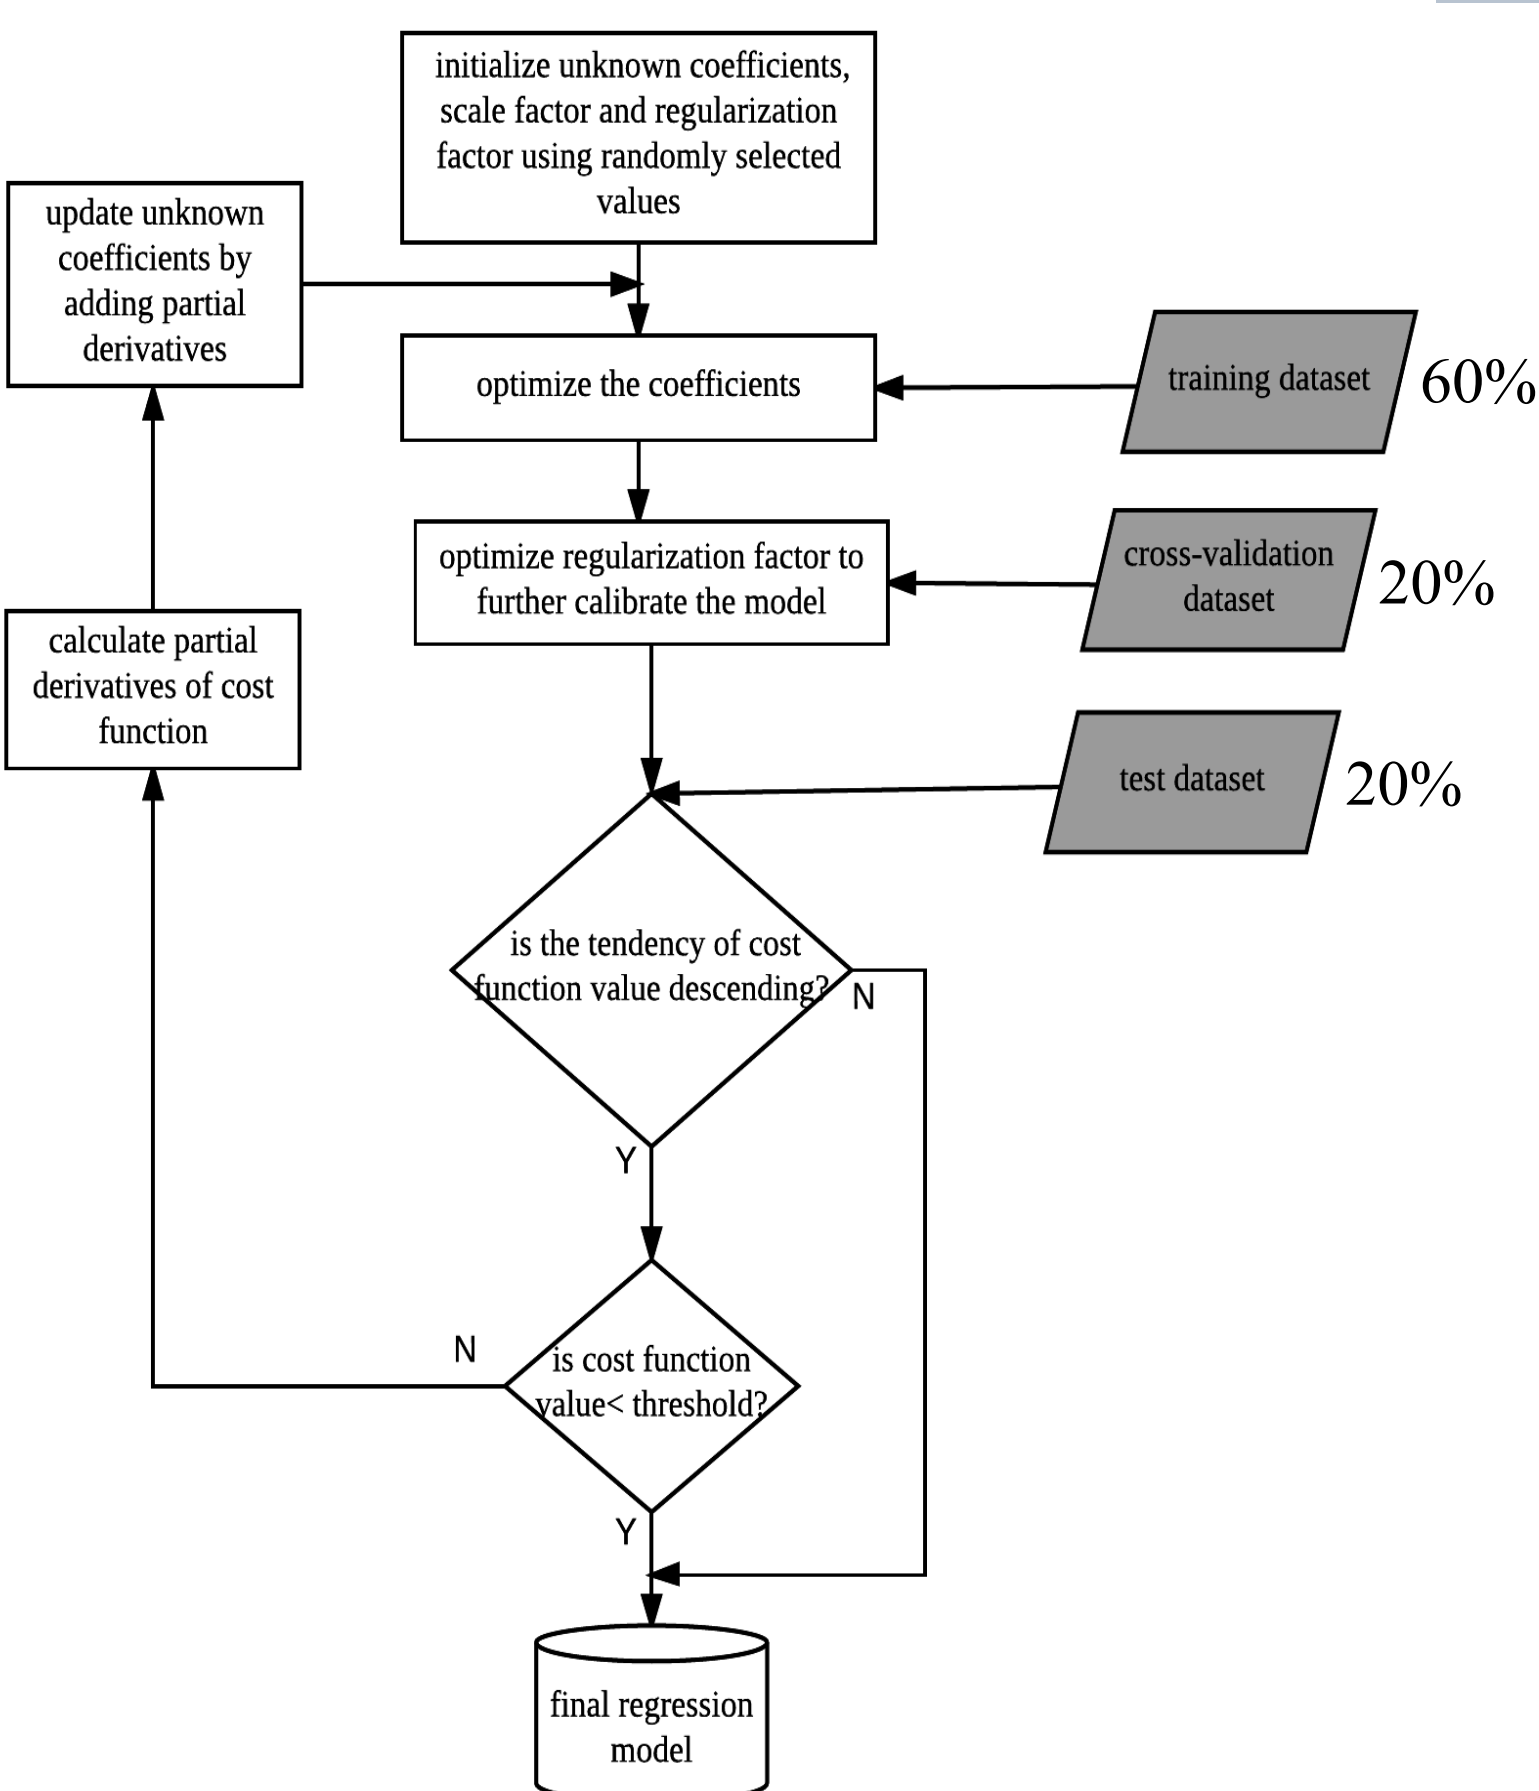 initialize unknown coefficients,
scale factor and regularization
factor using randomly selected
values
update unknown
coefficients by
adding partial
derivatives
optimize the coefficients
training dataset
60%
optimize regularization factor to
further calibrate the model
cross-validation
dataset
20%
calculate partial
derivatives of cost
function
test dataset
20%
is the tendency of cost
function value descending?
N
Y
N
is cost function
value< threshold?
Y
final regression
model